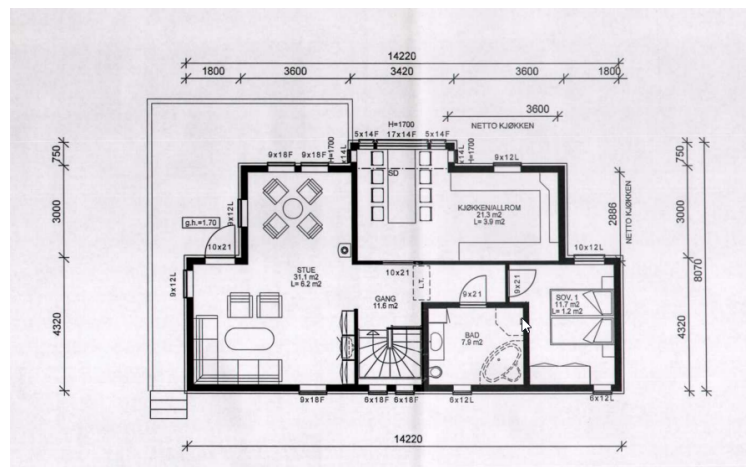 14220
1800 3600 3420 3600 1800
3600
H=1700
5x14F 17x14F 5x14F
NETTO KJØKKEN
750
9x18F 9x18F
H=1700
x14L
x14L
H=1700
9x12L
750
SD
3000
9x12L
g.h.=1.70
KJØKKEN/ALLROM
21,3 m2
L= 3.9 m2
2886
NETTO KJØKKEN
3000
10x21
10x12L
8070
9x12L
STUE
31,1 m2
L= 6.2 m2
10x21
L.T.
GANG
11.6 m2
9x21
9x21
SOV. 1
11.7 m2
L= 1.2 m2
4320
4320
BAD
7.9 m2
9x18F
6x18F 6x18F
6x12L
6x12L
14220